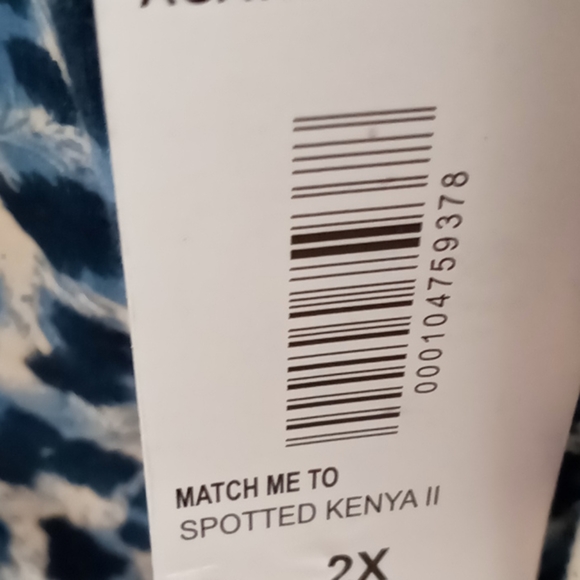 000104759378
MATCH ME TO
SPOTTED KENYA II
2X